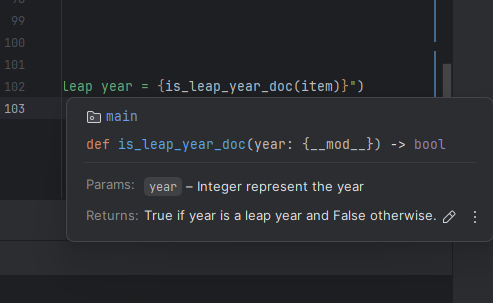 99
100
101
102 leap year = {is_leap_year_doc(item)}")
103
main
def is_leap_year_doc(year: {__mod__}) -> bool
Params: year – Integer represent the year
Returns: True if year is a leap year and False otherwise.